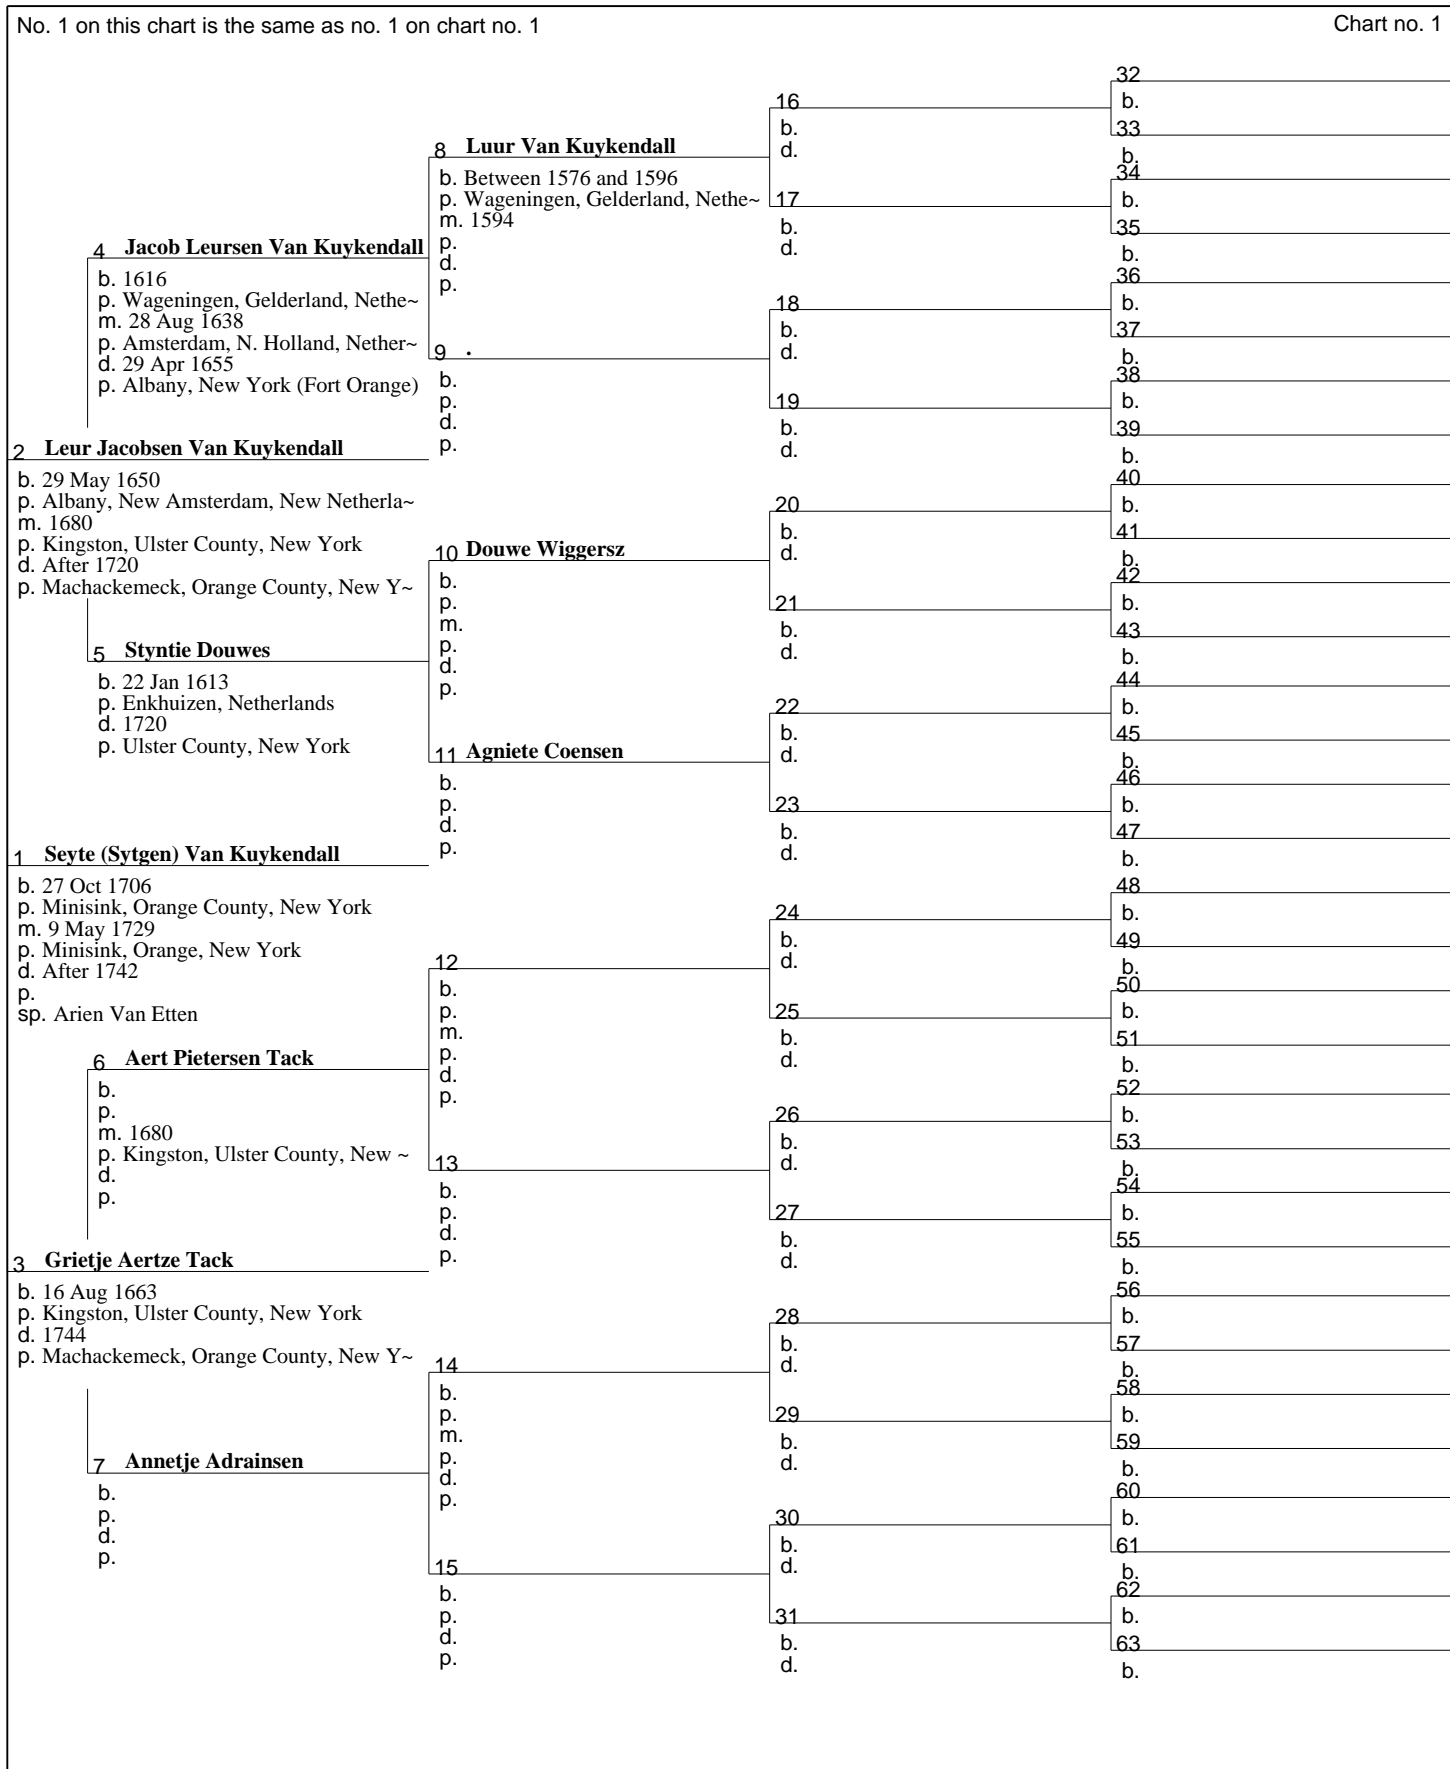 No. 1 on this chart is the same as no. 1 on chart no. 1
Chart no. 1
1 Seyte (Sytgen) Van Kuykendall
b. 27 Oct 1706
p. Minisink, Orange County, New York
m. 9 May 1729
p. Minisink, Orange, New York
d. After 1742
p.
sp. Arien Van Etten
2 Leur Jacobsen Van Kuykendall
b. 29 May 1650
p. Albany, New Amsterdam, New Netherla~
m. 1680
p. Kingston, Ulster County, New York
d. After 1720
p. Machackemeck, Orange County, New Y~
3 Grietje Aertze Tack
b. 16 Aug 1663
p. Kingston, Ulster County, New York
d. 1744
p. Machackemeck, Orange County, New Y~
4 Jacob Leursen Van Kuykendall
b. 1616
p. Wageningen, Gelderland, Nethe~
m. 28 Aug 1638
p. Amsterdam, N. Holland, Nether~
d. 29 Apr 1655
p. Albany, New York (Fort Orange)
5 Styntie Douwes
b. 22 Jan 1613
p. Enkhuizen, Netherlands
d. 1720
p. Ulster County, New York
6 Aert Pietersen Tack
b.
p.
m. 1680
p. Kingston, Ulster County, New ~
d.
p.
7 Annetje Adrainsen
b.
p.
d.
p.
8 Luur Van Kuykendall
b. Between 1576 and 1596
p. Wageningen, Gelderland, Nethe~
m. 1594
p.
d.
p.
9 .
b.
p.
d.
p.
10 Douwe Wiggersz
b.
p.
m.
p.
d.
p.
11 Agniete Coensen
b.
p.
d.
p.
12
b.
p.
m.
p.
d.
p.
13
b.
p.
d.
p.
14
b.
p.
m.
p.
d.
p.
15
b.
p.
d.
p.
16
b.
d.
17
b.
d.
18
b.
d.
19
b.
d.
20
b.
d.
21
b.
d.
22
b.
d.
23
b.
d.
24
b.
d.
25
b.
d.
26
b.
d.
27
b.
d.
28
b.
d.
29
b.
d.
30
b.
d.
31
b.
d.
32
b.
33
b.
34
b.
35
b.
36
b.
37
b.
38
b.
39
b.
40
b.
41
b.
42
b.
43
b.
44
b.
45
b.
46
b.
47
b.
48
b.
49
b.
50
b.
51
b.
52
b.
53
b.
54
b.
55
b.
56
b.
57
b.
58
b.
59
b.
60
b.
61
b.
62
b.
63
b.